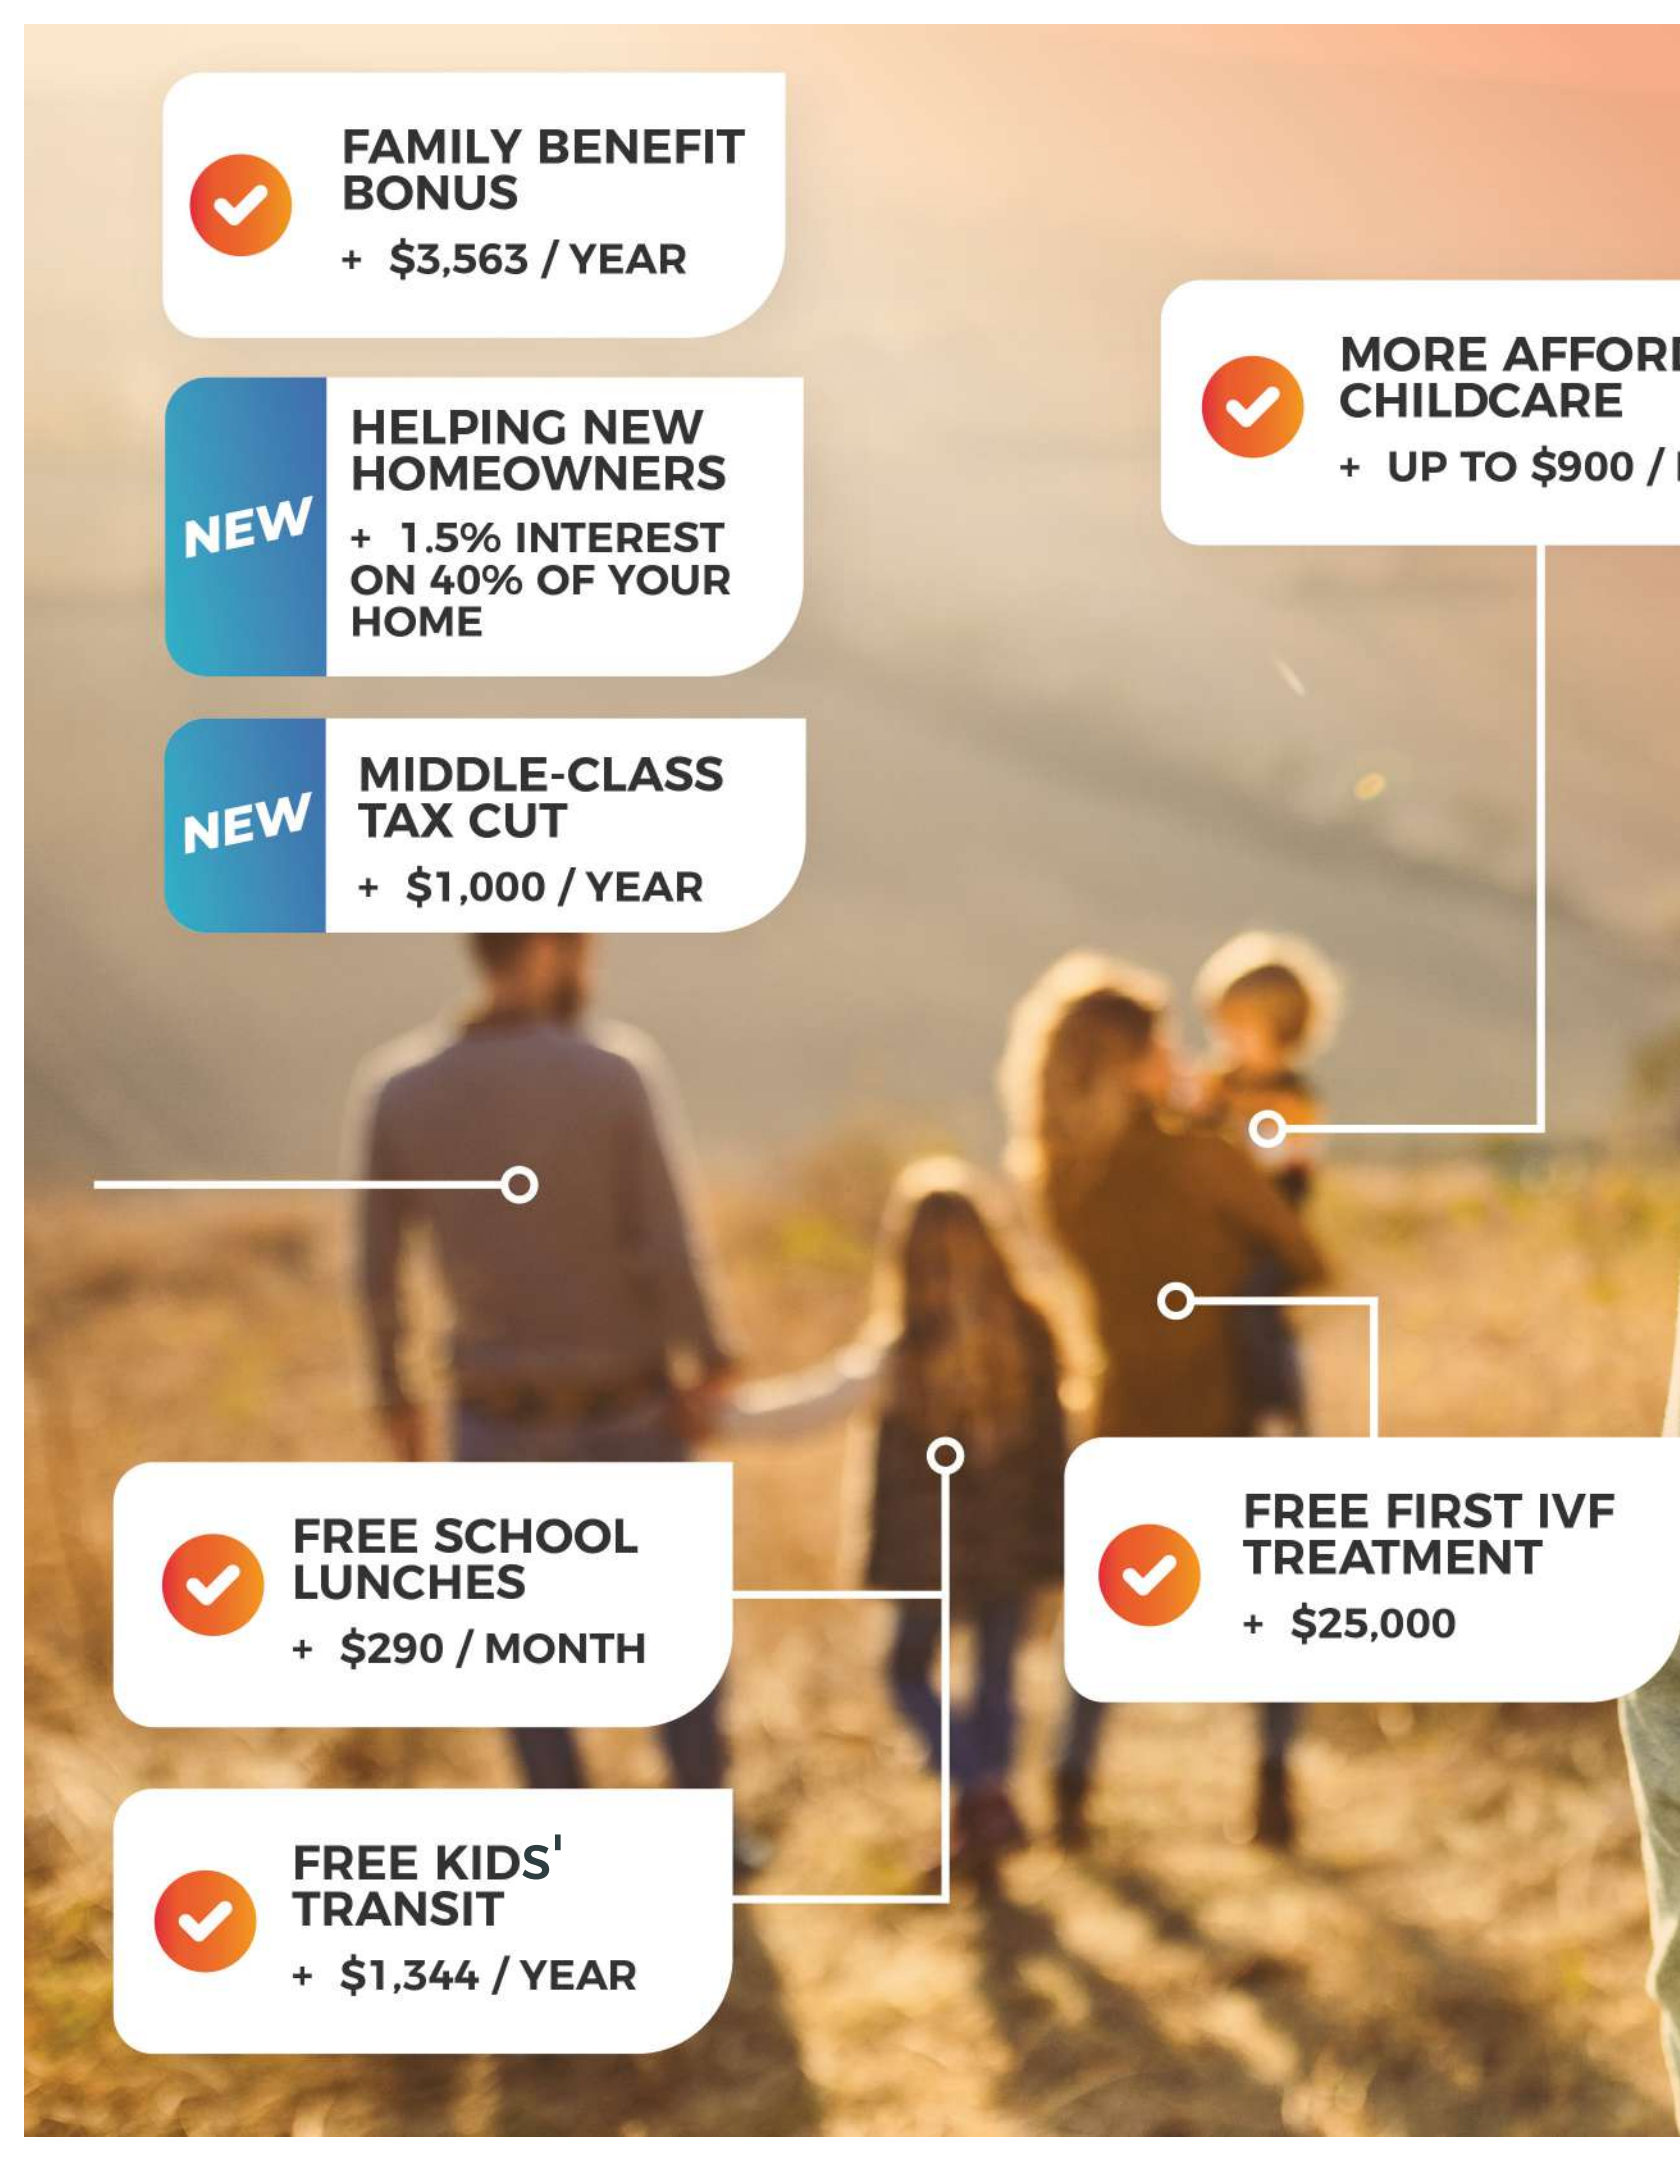 FAMILY BENEFIT
BONUS
+ $3,563 / YEAR
HELPING NEW
HOMEOWNERS
NEW
+ 1.5% INTEREST
ON 40% OF YOUR
HOME
MIDDLE-CLASS
TAX CUT
NEW
+ $1,000 / YEAR
MORE
CHILDCARE
+ UP TO $900 /
FREE SCHOOL
LUNCHES
+ $290 / MONTH
FREE KIDS'
TRANSIT
+ $1,344 / YEAR
FREE FIRST IVF
TREATMENT
+ $25,000